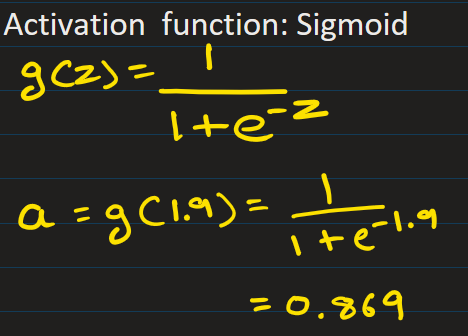 Activation function: Sigmoid
g(z) = 1 / 1 + e^-z
a = g(1.9) = 1 / 1 + e^-1.9
= 0.869